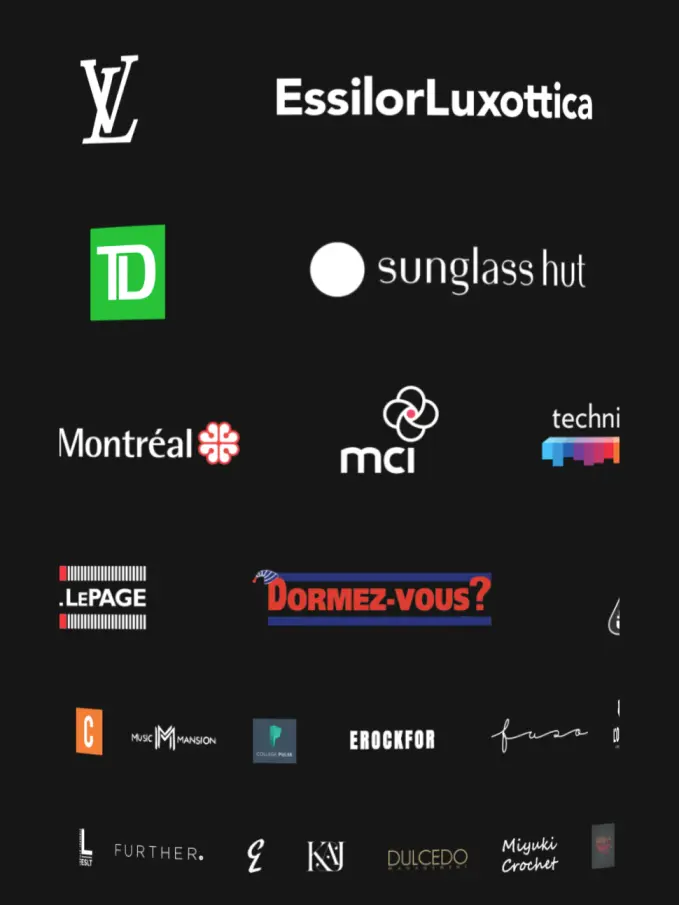 LV
EssilorLuxottica
TD
sunglass hut
Montréal
mci
techni
.LEPAGE
DORMEZ-VOUS?
C
MUSIC M MANSION
COLLEGE PULSE
EROCKFOR
fuso
L
FURTHER.
E
KAJ
DULCEDO
MANAGEMENT
Miyuki
Crochet